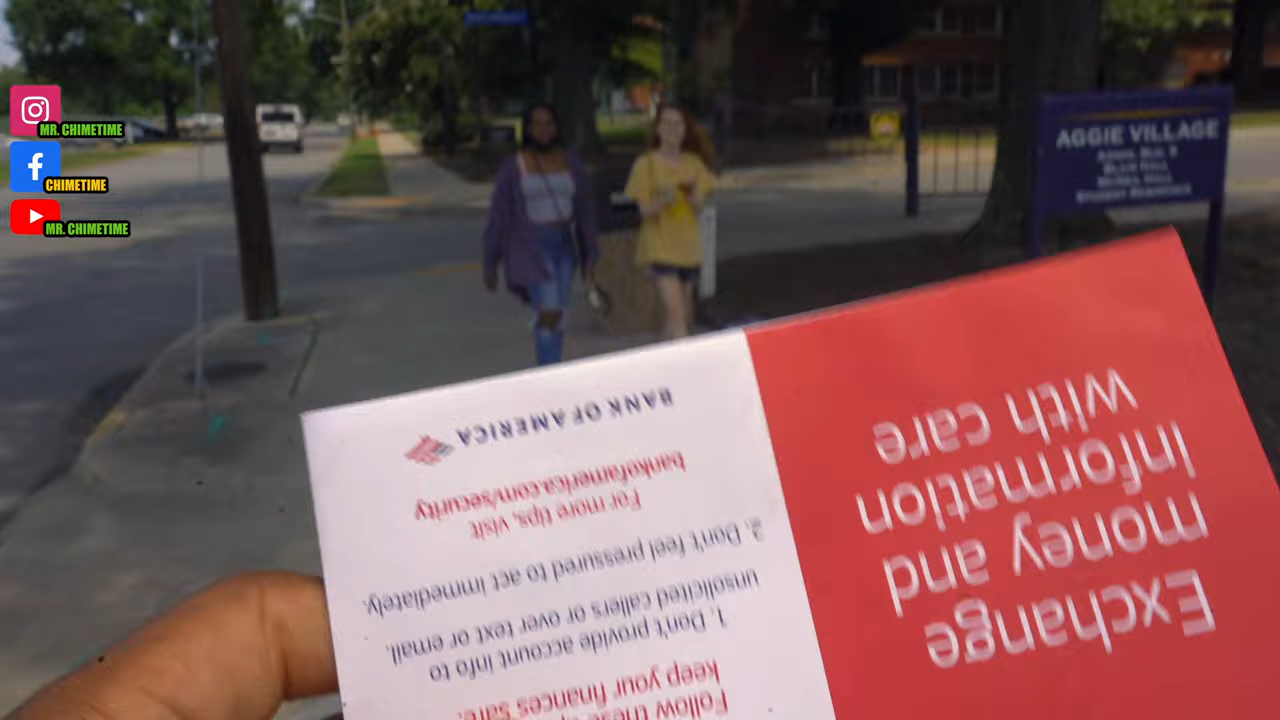 MR. CHIMETIME
CHIMETIME
MR. CHIMETIME
AGGIE VILLAGE
STUDENT RESIDENCE
Exchange
money and
information
with care
Follow these
keep your finances safe.
1. Don't provide account info to
unsolicited callers or over text or email.
2. Don't feel pressured to act immediately.
For more tips, visit
bankofamerica.com/security
BANK OF AMERICA